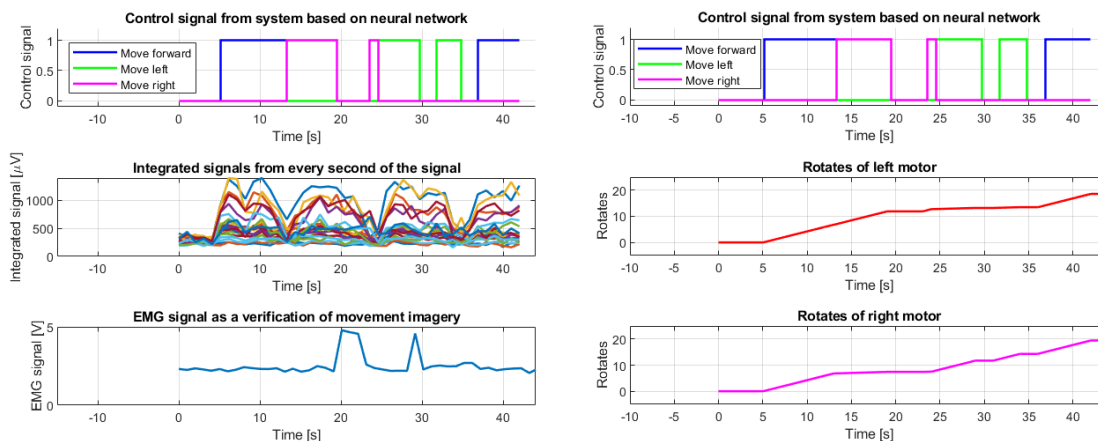 Control signal from system based on neural network
Control signal
1
0.5
0
Move forward
Move left
Move right
-10 0 10 20 30 40
Time [s]
Integrated signals from every second of the signal
Integrated signal [μV]
1000
500
0
-10 0 10 20 30 40
Time [s]
EMG signal as a verification of movement imagery
EMG signal [V]
5
0
-10 0 10 20 30 40
Time [s]
Control signal from system based on neural network
Control signal
1
0.5
0
Move forward
Move left
Move right
-10 -5 0 5 10 15 20 25 30 35 40
Time [s]
Rotates of left motor
Rotates
20
10
0
-10 -5 0 5 10 15 20 25 30 35 40
Time [s]
Rotates of right motor
Rotates
20
10
0
-10 -5 0 5 10 15 20 25 30 35 40
Time [s]